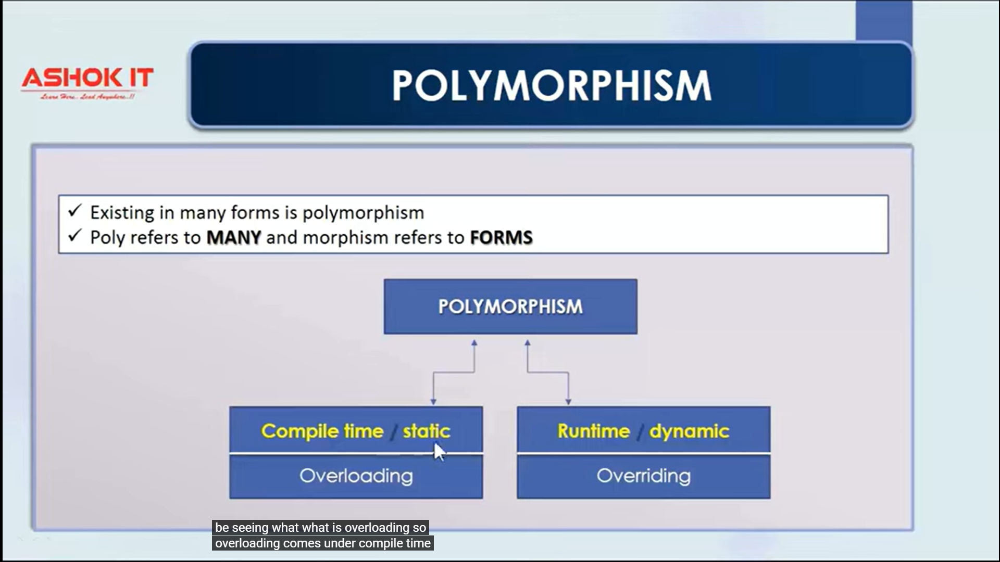 ASHOK IT
Learn Here.. Lead Anywhere..!!
POLYMORPHISM
✓ Existing in many forms is polymorphism
✓ Poly refers to MANY and morphism refers to FORMS
POLYMORPHISM
Compile time / static
Overloading
Runtime / dynamic
Overriding
be seeing what what is overloading so
overloading comes under compile time